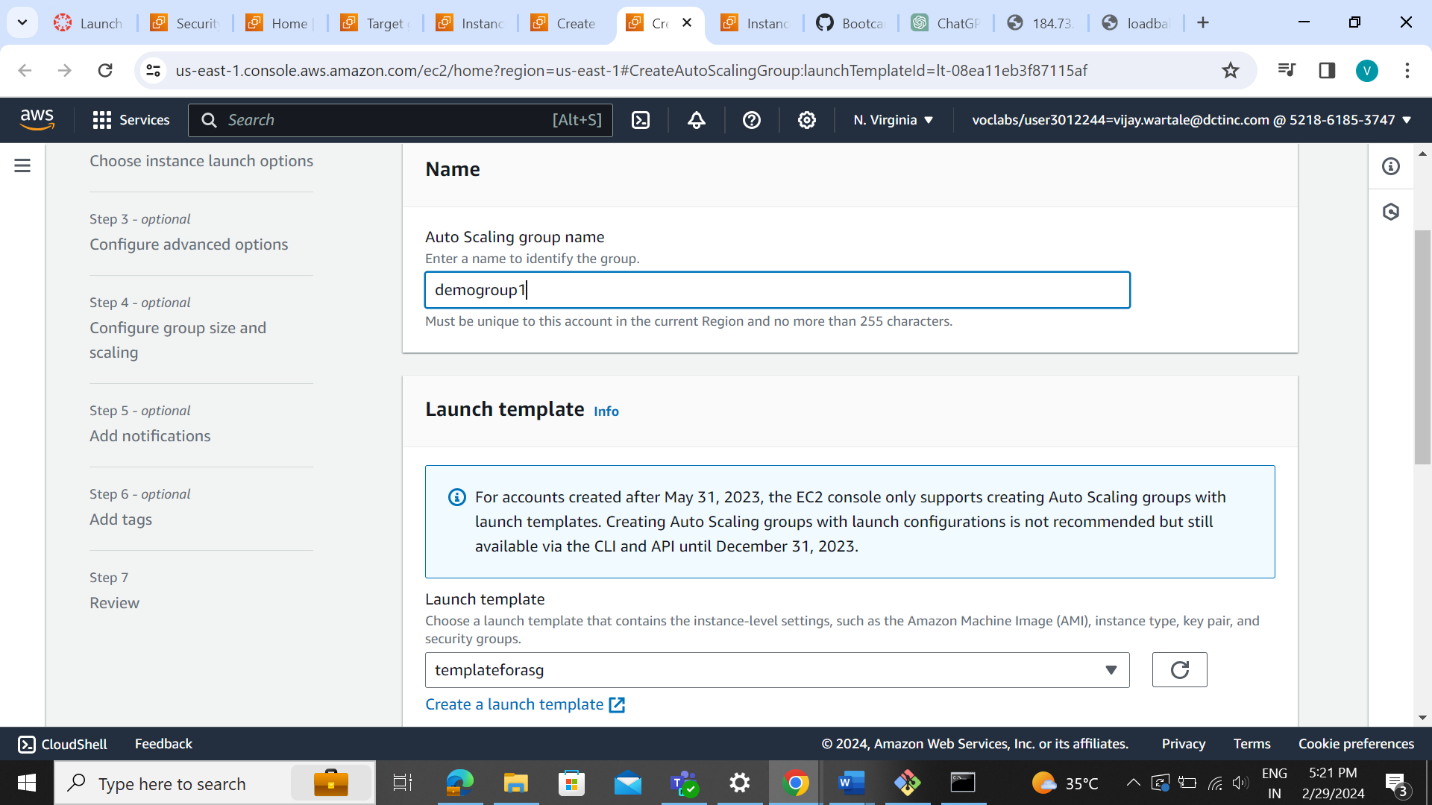 Launch
Securit
Home |
Target
Instanc
Create
Cre
Instanc
Bootca
ChatGP
184.73.
loadba
us-east-1.console.aws.amazon.com/ec2/home?region=us-east-1#CreateAutoScalingGroup:launchTemplateId=lt-08ea11eb3f87115af
V
aws
Services
Search
[Alt+S]
N. Virginia
voclabs/user3012244=vijay.wartale@dctinc.com @ 5218-6185-3747
Choose instance launch options
Step 3 - optional
Configure advanced options
Step 4 - optional
Configure group size and
scaling
Step 5 - optional
Add notifications
Step 6 - optional
Add tags
Step 7
Review
Name
Auto Scaling group name
Enter a name to identify the group.
demogroup1
Must be unique to this account in the current Region and no more than 255 characters.
Launch template Info
For accounts created after May 31, 2023, the EC2 console only supports creating Auto Scaling groups with
launch templates. Creating Auto Scaling groups with launch configurations is not recommended but still
available via the CLI and API until December 31, 2023.
Launch template
Choose a launch template that contains the instance-level settings, such as the Amazon Machine Image (AMI), instance type, key pair, and
security groups.
templateforasg
Create a launch template
CloudShell
Feedback
© 2024, Amazon Web Services, Inc. or its affiliates.
Privacy
Terms
Cookie preferences
Type here to search
35°C
ENG
IN
5:21 PM
2/29/2024
3